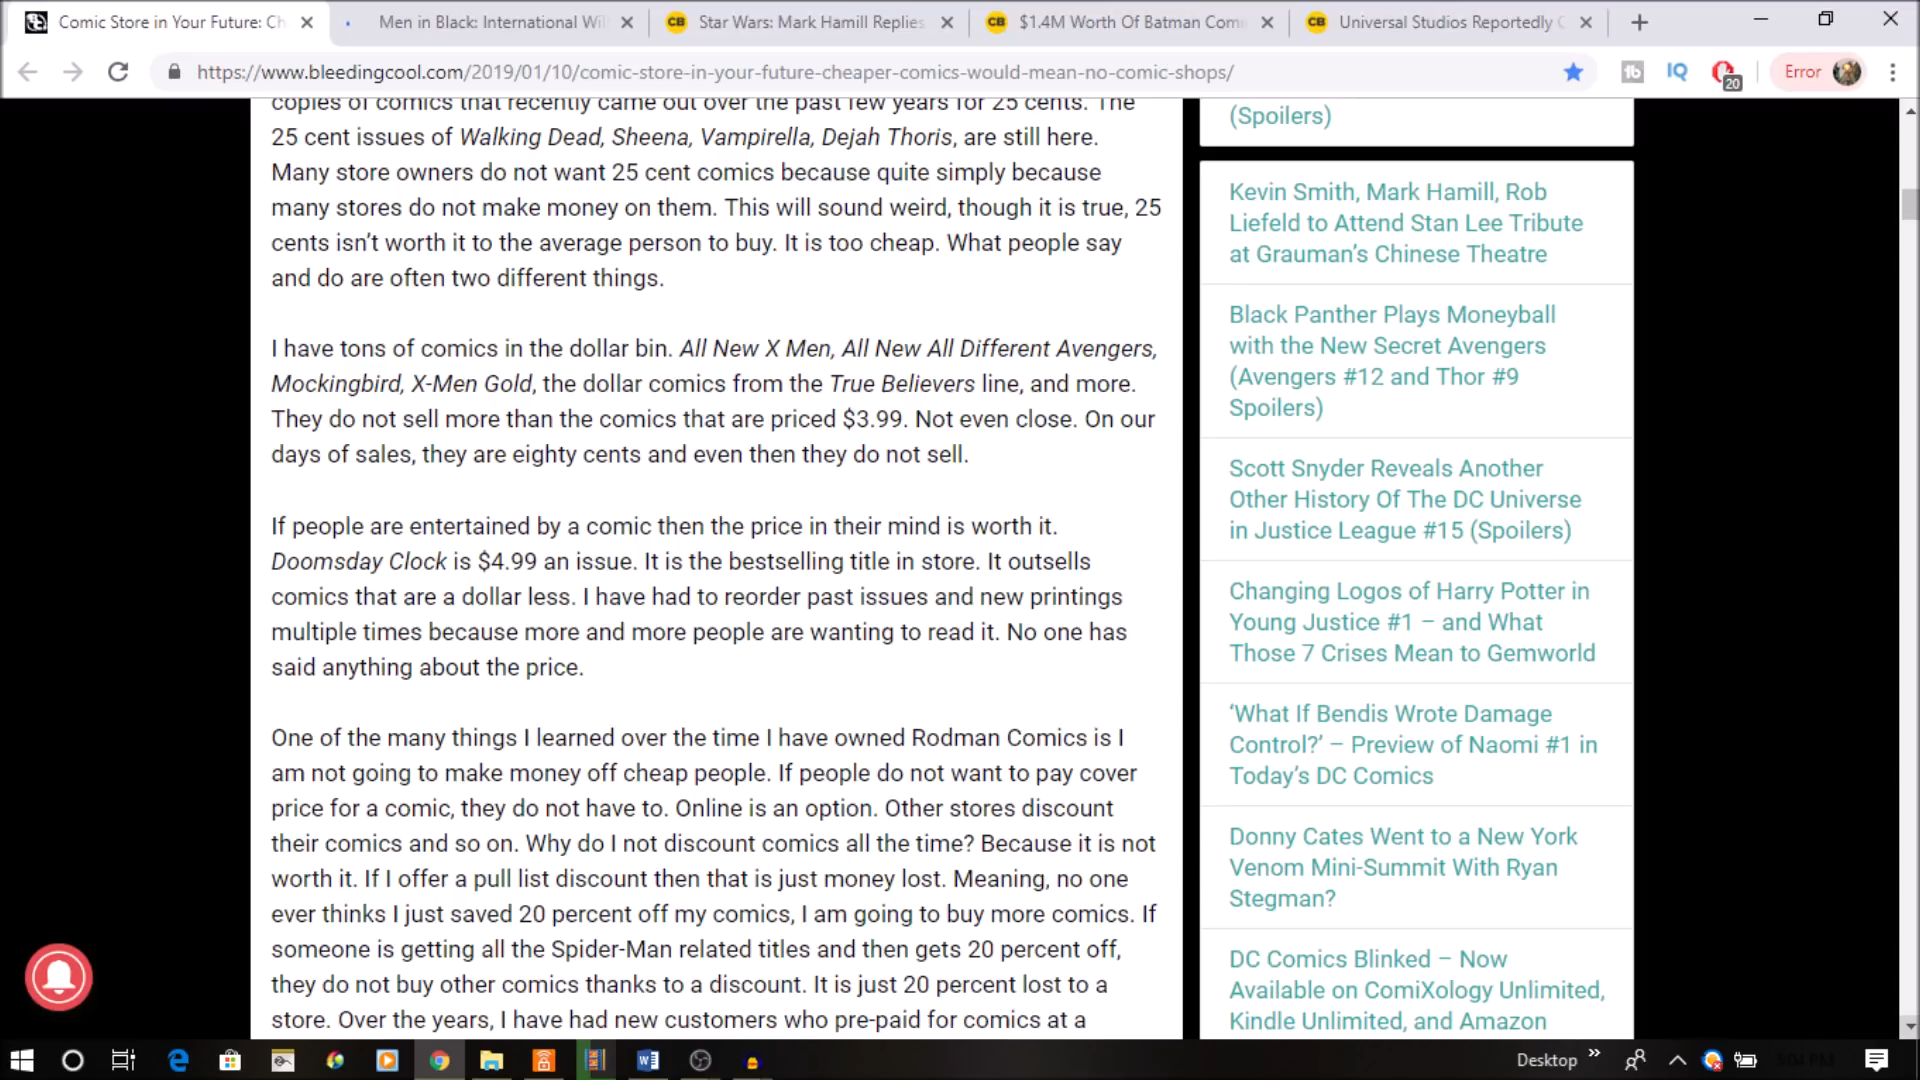 Comic Store in Your Future: Ch
Men in Black: International Wil
CB Star Wars: Mark Hamill Replies
CB $1.4M Worth Of Batman Com
CB Universal Studios Reportedly
https://www.bleedingcool.com/2019/01/10/comic-store-in-your-future-cheaper-comics-would-mean-no-comic-shops/
IQ
20
Error
copies of comics that recently came out over the past few years for 25 cents. The
25 cent issues of Walking Dead, Sheena, Vampirella, Dejah Thoris, are still here.
Many store owners do not want 25 cent comics because quite simply because
many stores do not make money on them. This will sound weird, though it is true, 25
cents isn’t worth it to the average person to buy. It is too cheap. What people say
and do are often two different things.
I have tons of comics in the dollar bin. All New X Men, All New All Different Avengers,
Mockingbird, X-Men Gold, the dollar comics from the True Believers line, and more.
They do not sell more than the comics that are priced $3.99. Not even close. On our
days of sales, they are eighty cents and even then they do not sell.
If people are entertained by a comic then the price in their mind is worth it.
Doomsday Clock is $4.99 an issue. It is the bestselling title in store. It outsells
comics that are a dollar less. I have had to reorder past issues and new printings
multiple times because more and more people are wanting to read it. No one has
said anything about the price.
One of the many things I learned over the time I have owned Rodman Comics is I
am not going to make money off cheap people. If people do not want to pay cover
price for a comic, they do not have to. Online is an option. Other stores discount
their comics and so on. Why do I not discount comics all the time? Because it is not
worth it. If I offer a pull list discount then that is just money lost. Meaning, no one
ever thinks I just saved 20 percent off my comics, I am going to buy more comics. If
someone is getting all the Spider-Man related titles and then gets 20 percent off,
they do not buy other comics thanks to a discount. It is just 20 percent lost to a
store. Over the years, I have had new customers who pre-paid for comics at a
(Spoilers)
Kevin Smith, Mark Hamill, Rob
Liefeld to Attend Stan Lee Tribute
at Grauman’s Chinese Theatre
Black Panther Plays Moneyball
with the New Secret Avengers
(Avengers #12 and Thor #9
Spoilers)
Scott Snyder Reveals Another
Other History Of The DC Universe
in Justice League #15 (Spoilers)
Changing Logos of Harry Potter in
Young Justice #1 – and What
Those 7 Crises Mean to Gemworld
‘What If Bendis Wrote Damage
Control?’ – Preview of Naomi #1 in
Today’s DC Comics
Donny Cates Went to a New York
Venom Mini-Summit With Ryan
Stegman?
DC Comics Blinked – Now
Available on ComiXology Unlimited,
Kindle Unlimited, and Amazon
Desktop